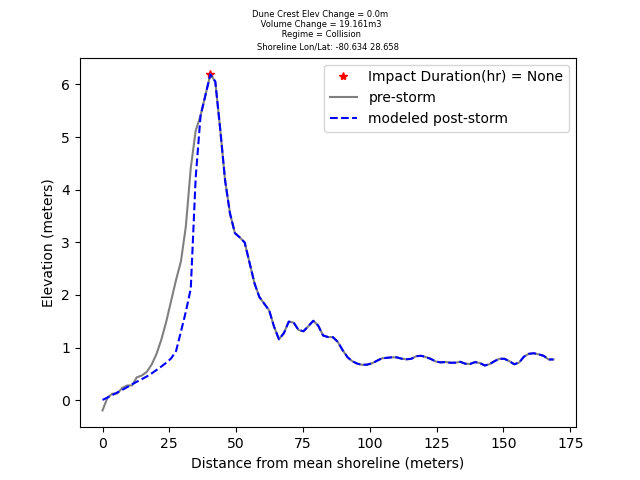 Dune Crest Elev Change = 0.0m
Volume Change = 19.161m3
Regime = Collision
Shoreline Lon/Lat: -80.634 28.658
Impact Duration(hr) = None
pre-storm
modeled post-storm
Elevation (meters)
6
5
4
3
2
1
0
0 25 50 75 100 125 150 175
Distance from mean shoreline (meters)